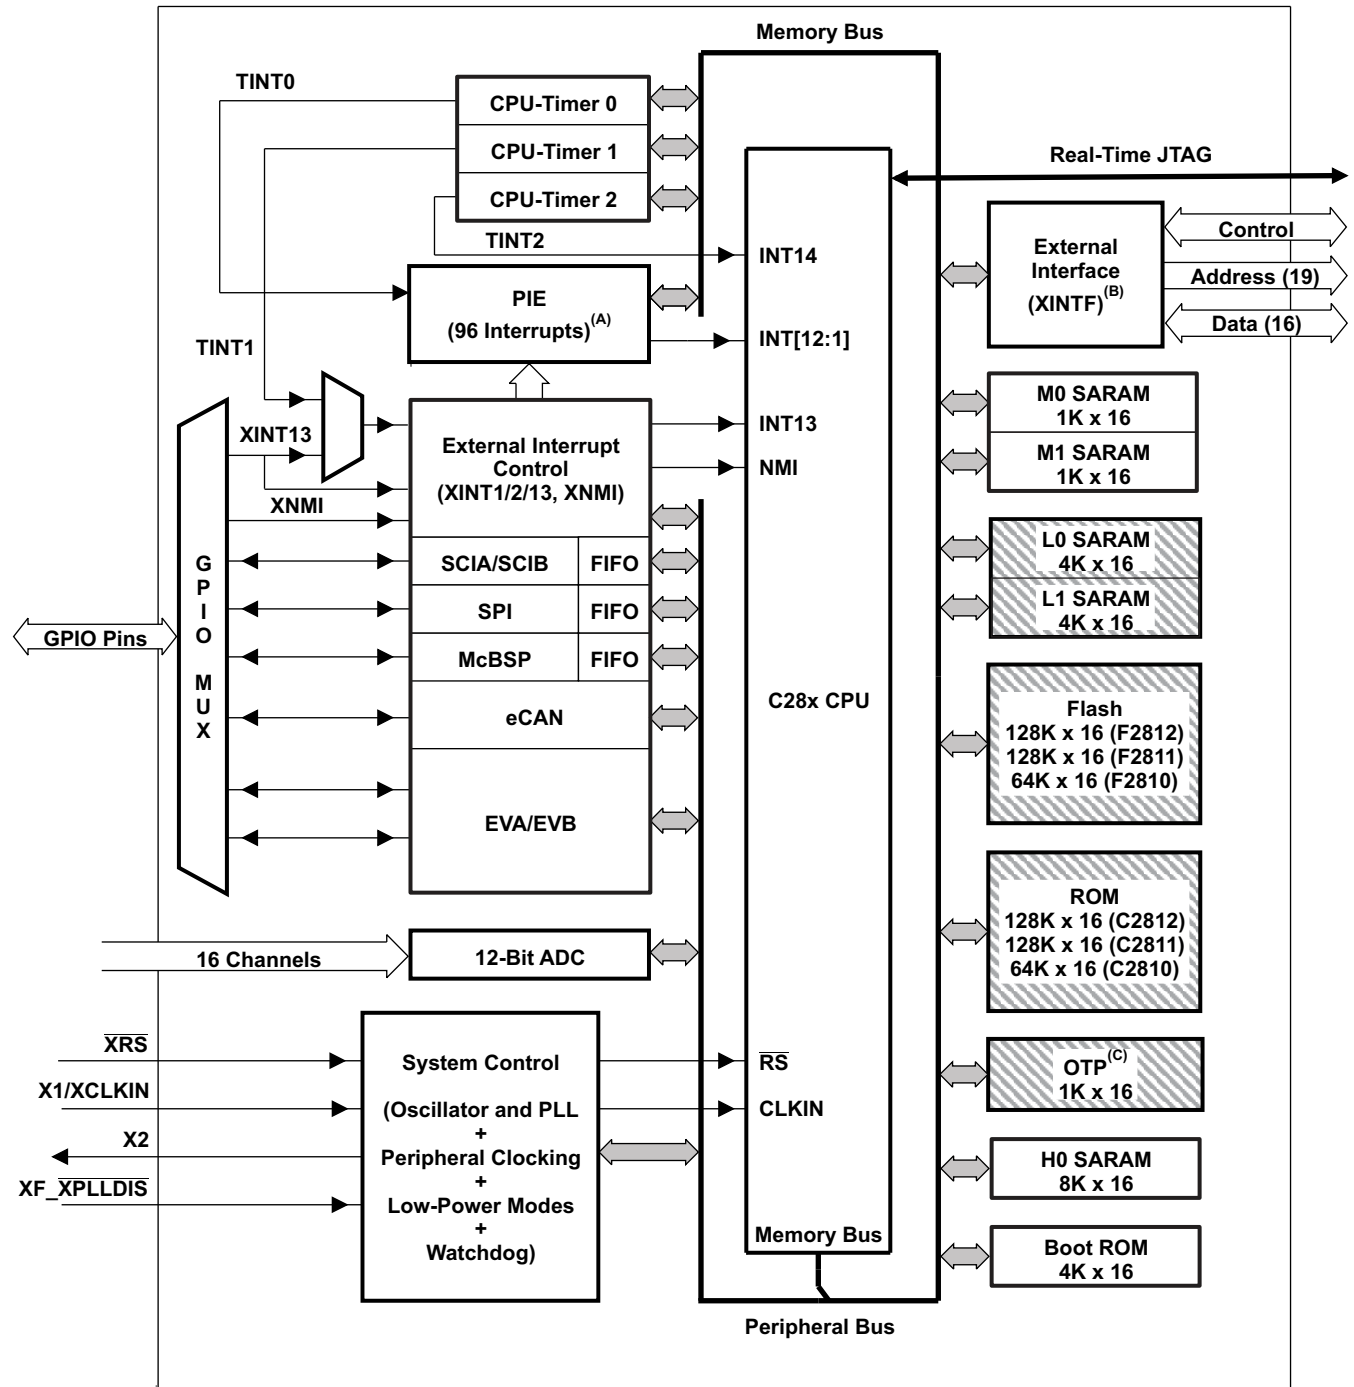 Memory Bus
TINT0
CPU-Timer 0
CPU-Timer 1
CPU-Timer 2
Real-Time JTAG
TINT2
INT14
External
Interface
(XINTF)(B)
Control
Address (19)
Data (16)
PIE
(96 Interrupts)(A)
INT[12:1]
TINT1
M0 SARAM
1K x 16
M1 SARAM
1K x 16
XINT13
External Interrupt
Control
(XINT1/2/13, XNMI)
INT13
NMI
XNMI
L0 SARAM
4K x 16
L1 SARAM
4K x 16
GPIO MUX
GPIO Pins
SCIA/SCIB
FIFO
SPI
FIFO
McBSP
FIFO
eCAN
EVA/EVB
C28x CPU
Flash
128K x 16 (F2812)
128K x 16 (F2811)
64K x 16 (F2810)
ROM
128K x 16 (C2812)
128K x 16 (C2811)
64K x 16 (C2810)
16 Channels
12-Bit ADC
XRS
X1/XCLKIN
X2
XF_XPLLDIS
System Control
(Oscillator and PLL
+
Peripheral Clocking
+
Low-Power Modes
+
Watchdog)
RS
CLKIN
OTP(C)
1K x 16
H0 SARAM
8K x 16
Memory Bus
Boot ROM
4K x 16
Peripheral Bus